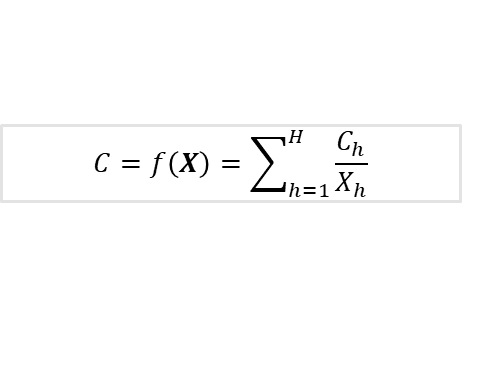 C = f(X) = ∑_{h=1}^{H} C_h / X_h